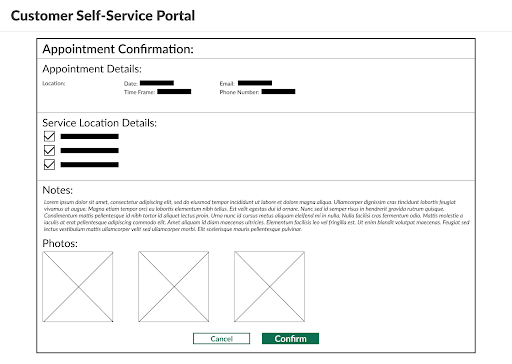 Customer Self-Service Portal
Appointment Confirmation:
Appointment Details:
Location:
Date:
Email:
Time Frame:
Phone Number:
Service Location Details:
Notes:
Lorem ipsum dolor sit amet, consectetur adipiscing elit, sed do eiusmod tempor incididunt ut labore et dolore magna aliqua. Ullamcorper dignissim cras tincidunt lobortis feugiat
vivamus at augue. Magna etiam tempor orci eu lobortis elementum nibh tellus. Est velit egestas dui id ornare. Nunc sed id semper risus in hendrerit gravida rutrum quisque.
Condimentum mattis pellentesque id nibh tortor id aliquet lectus proin. Urna nunc id cursus metus aliquam eleifend mi in nulla. Nulla facilisi cras fermentum odio. Mattis molestie a
iaculis at erat pellentesque adipiscing commodo elit. Amet aliquam id diam maecenas ultricies. Elementum facilisis leo vel fringilla est. Ut enim blandit volutpat maecenas. Feugiat sed
lectus vestibulum mattis ullamcorper velit sed ullamcorper morbi. Elit scelerisque mauris pellentesque pulvinar.
Photos:
Cancel
Confirm